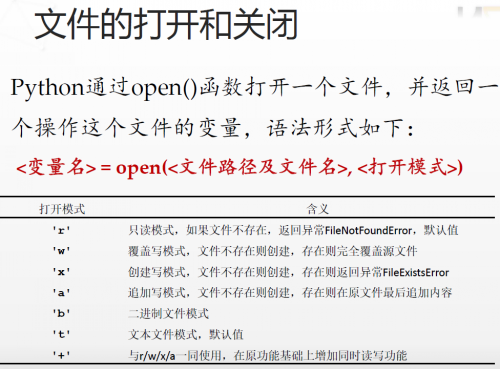 文件的打开和关闭
Python通过open()函数打开一个文件，并返回一
个操作这个文件的变量，语法形式如下：
<变量名> = open(<文件路径及文件名>, <打开模式>)
打开模式 含义
'r' 只读模式，如果文件不存在，返回异常FileNotFoundError，默认值
'w' 覆盖写模式，文件不存在则创建，存在则完全覆盖源文件
'x' 创建写模式，文件不存在则创建，存在则返回异常FileExistsError
'a' 追加写模式，文件不存在则创建，存在则在原文件最后追加内容
'b' 二进制文件模式
't' 文本文件模式，默认值
'+' 与r/w/x/a一同使用，在原功能基础上增加同时读写功能